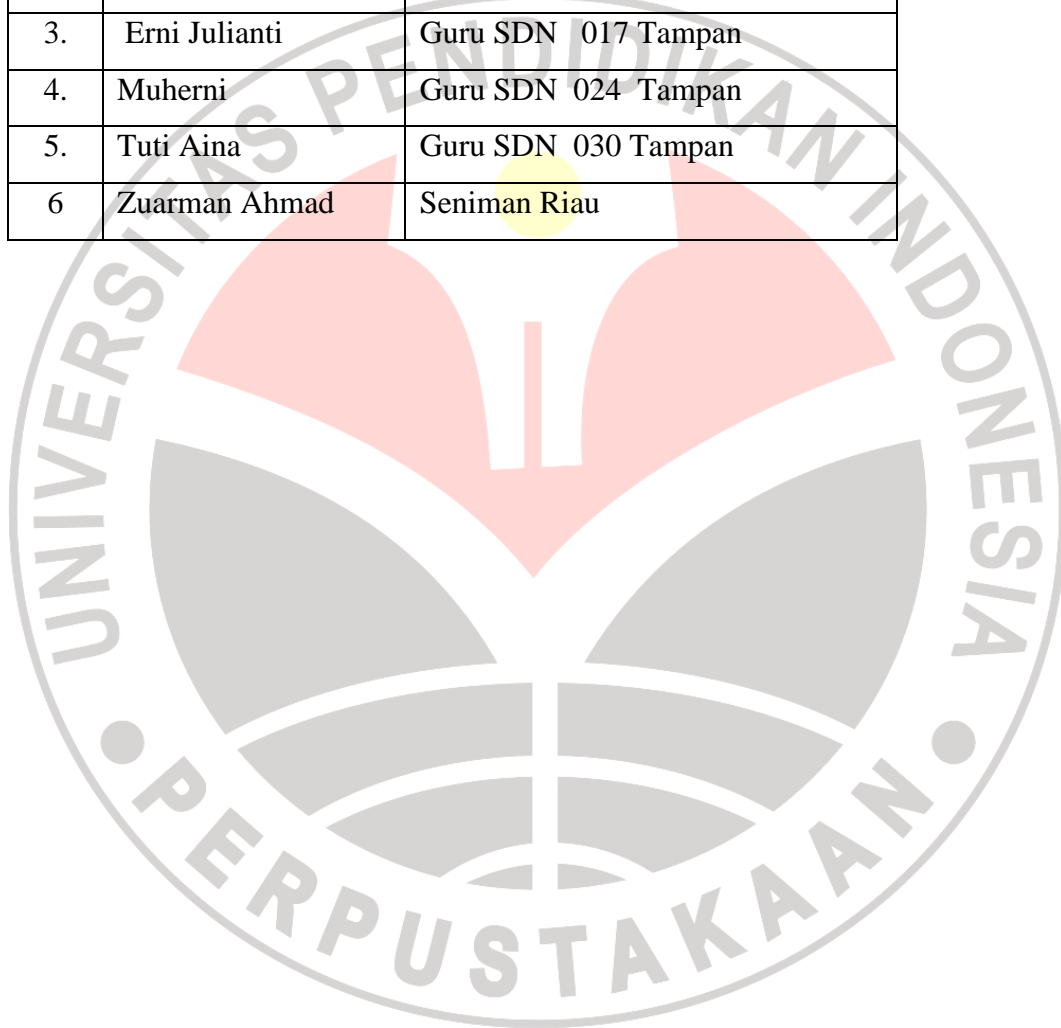 3. Erni Julianti Guru SDN 017 Tampan
4. Muherni Guru SDN 024 Tampan
5. Tuti Aina Guru SDN 030 Tampan
6 Zuarman Ahmad Seniman Riau
UNIVERSITAS PENDIDIKAN INDONESIA
PERPUSTAKAAN